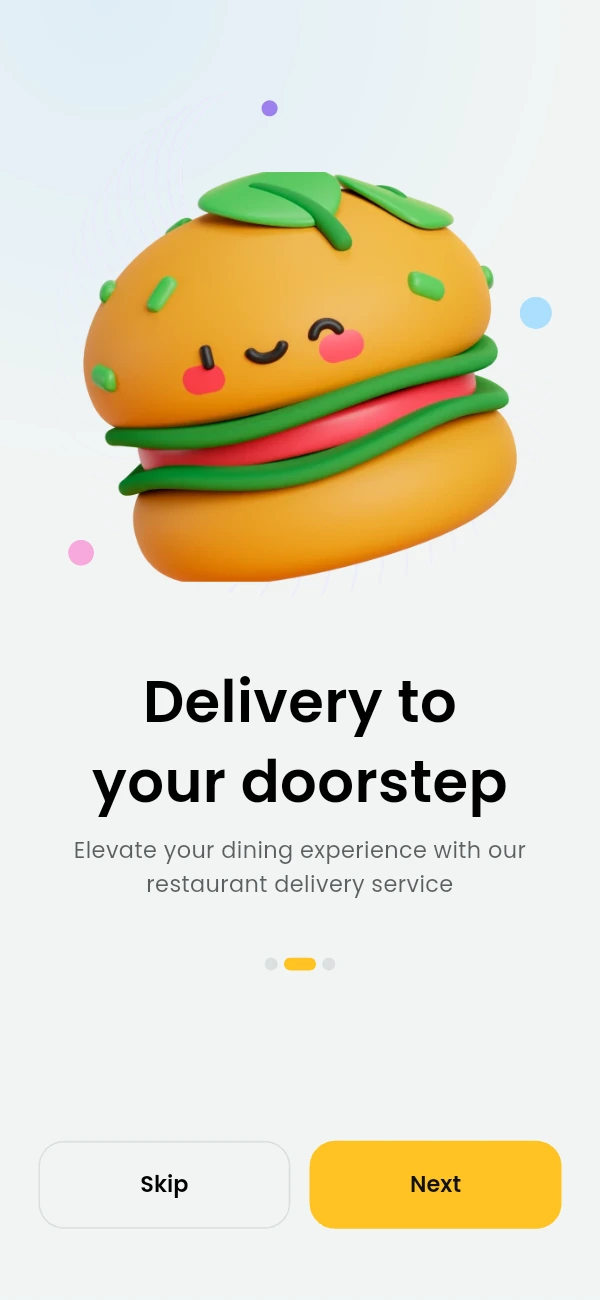 Delivery to
your doorstep
Elevate your dining experience with our
restaurant delivery service
Skip
Next